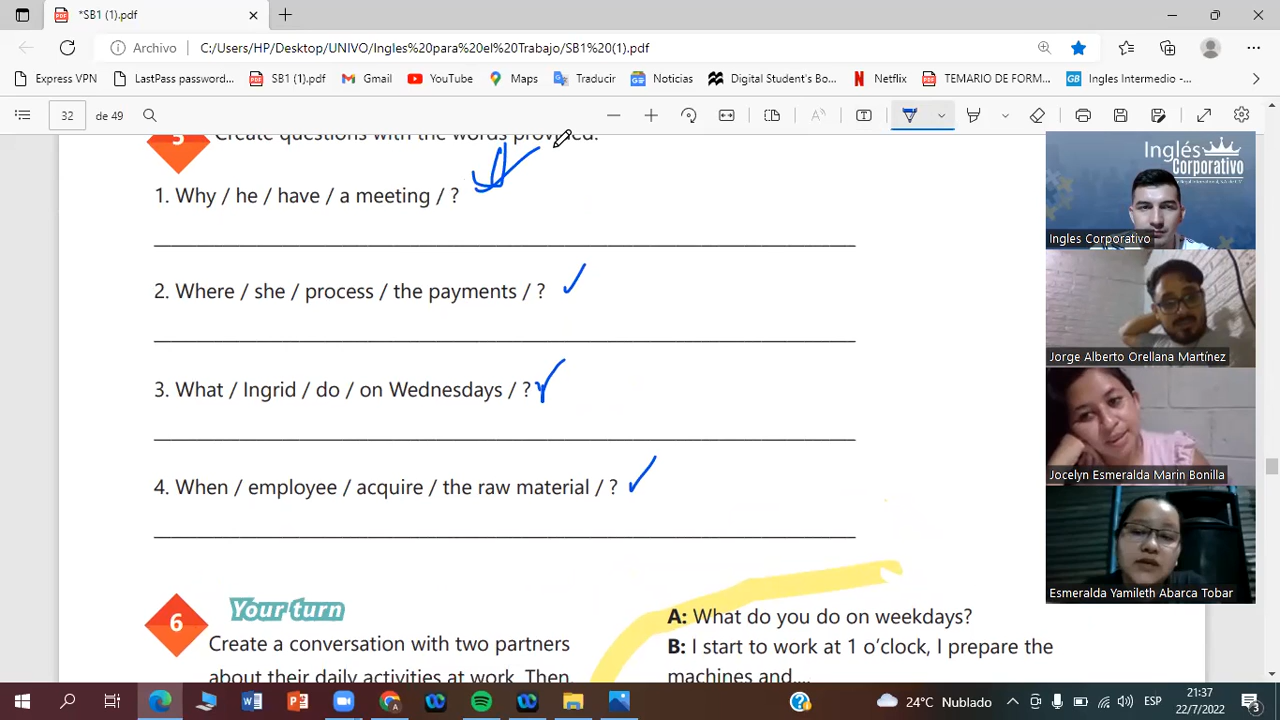 *SB1 (1).pdf
Archivo
C:/Users/HP/Desktop/UNIVO/Ingles%20para%20el%20Trabajo/SB1%20(1).pdf
Express VPN
LastPass password...
SB1 (1).pdf
Gmail
YouTube
Maps
Traducir
Noticias
Digital Student's Bo...
Netflix
TEMARIO DE FORM...
Ingles Intermedio -...
32
de 49
5
Create questions with the words provided.
1. Why / he / have / a meeting / ?
2. Where / she / process / the payments / ?
3. What / Ingrid / do / on Wednesdays / ?
4. When / employee / acquire / the raw material / ?
6
Your turn
Create a conversation with two partners
about their daily activities at work. Then
A: What do you do on weekdays?
B: I start to work at 1 o'clock, I prepare the
machines and....
Inglés
Corporativo
Ingles Corporativo
Jorge Alberto Orellana Martínez
Jocelyn Esmeralda Marin Bonilla
Esmeralda Yamileth Abarca Tobar
24°C Nublado
ESP
21:37
22/7/2022
3